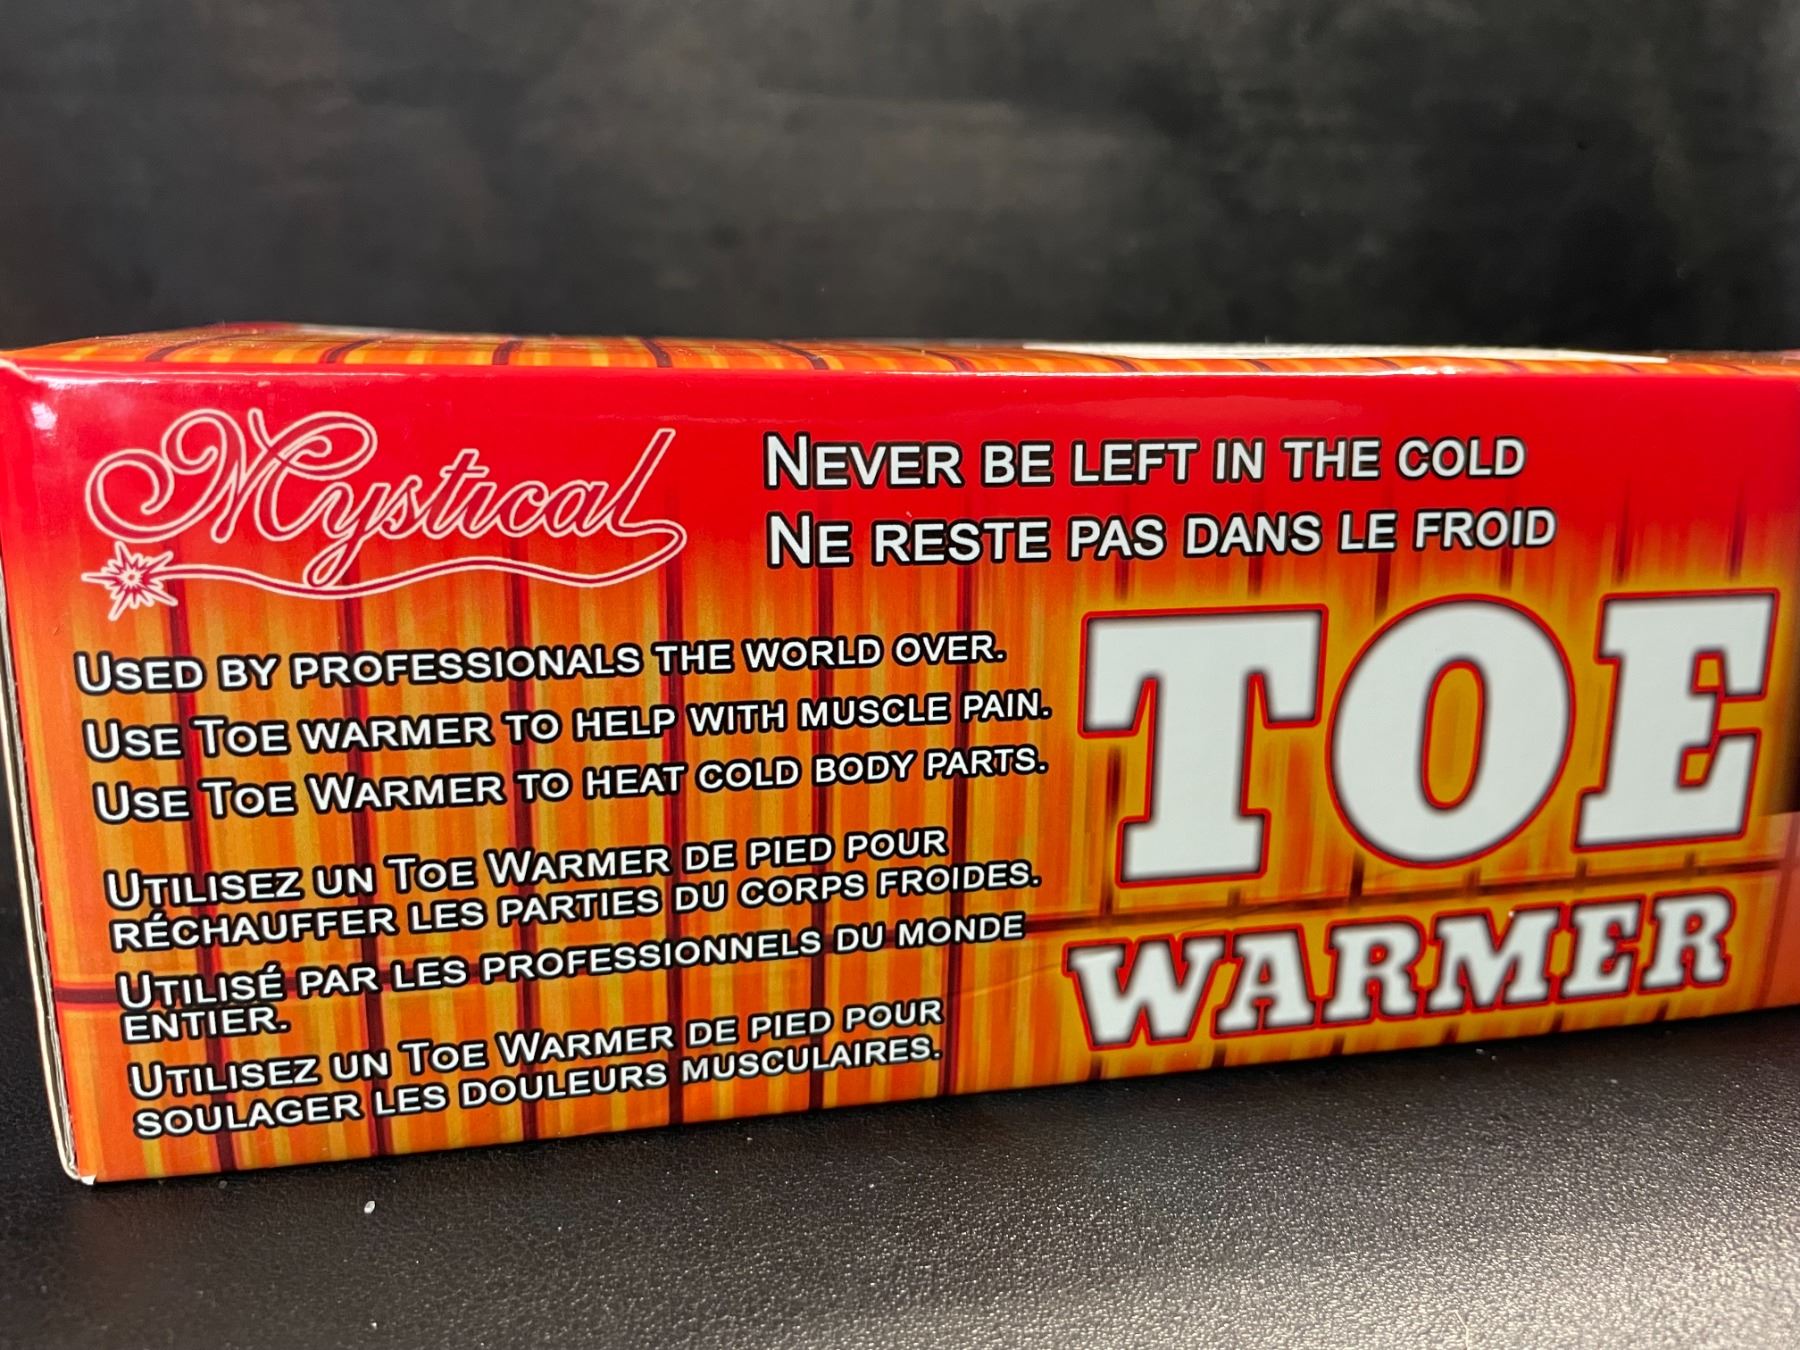 Mystical
NEVER BE LEFT IN THE COLD
NE RESTE PAS DANS LE FROID
USED BY PROFESSIONALS THE WORLD OVER.
USE TOE WARMER TO HELP WITH MUSCLE PAIN.
USE TOE WARMER TO HEAT COLD BODY PARTS.
UTILISEZ UN TOE WARMER DE PIED POUR
RÉCHAUFFER LES PARTIES DU CORPS FROIDES.
UTILISÉ PAR LES PROFESSIONNELS DU MONDE
ENTIER.
UTILISEZ UN TOE WARMER DE PIED POUR
SOULAGER LES DOULEURS MUSCULAIRES.
TOE
WARMER